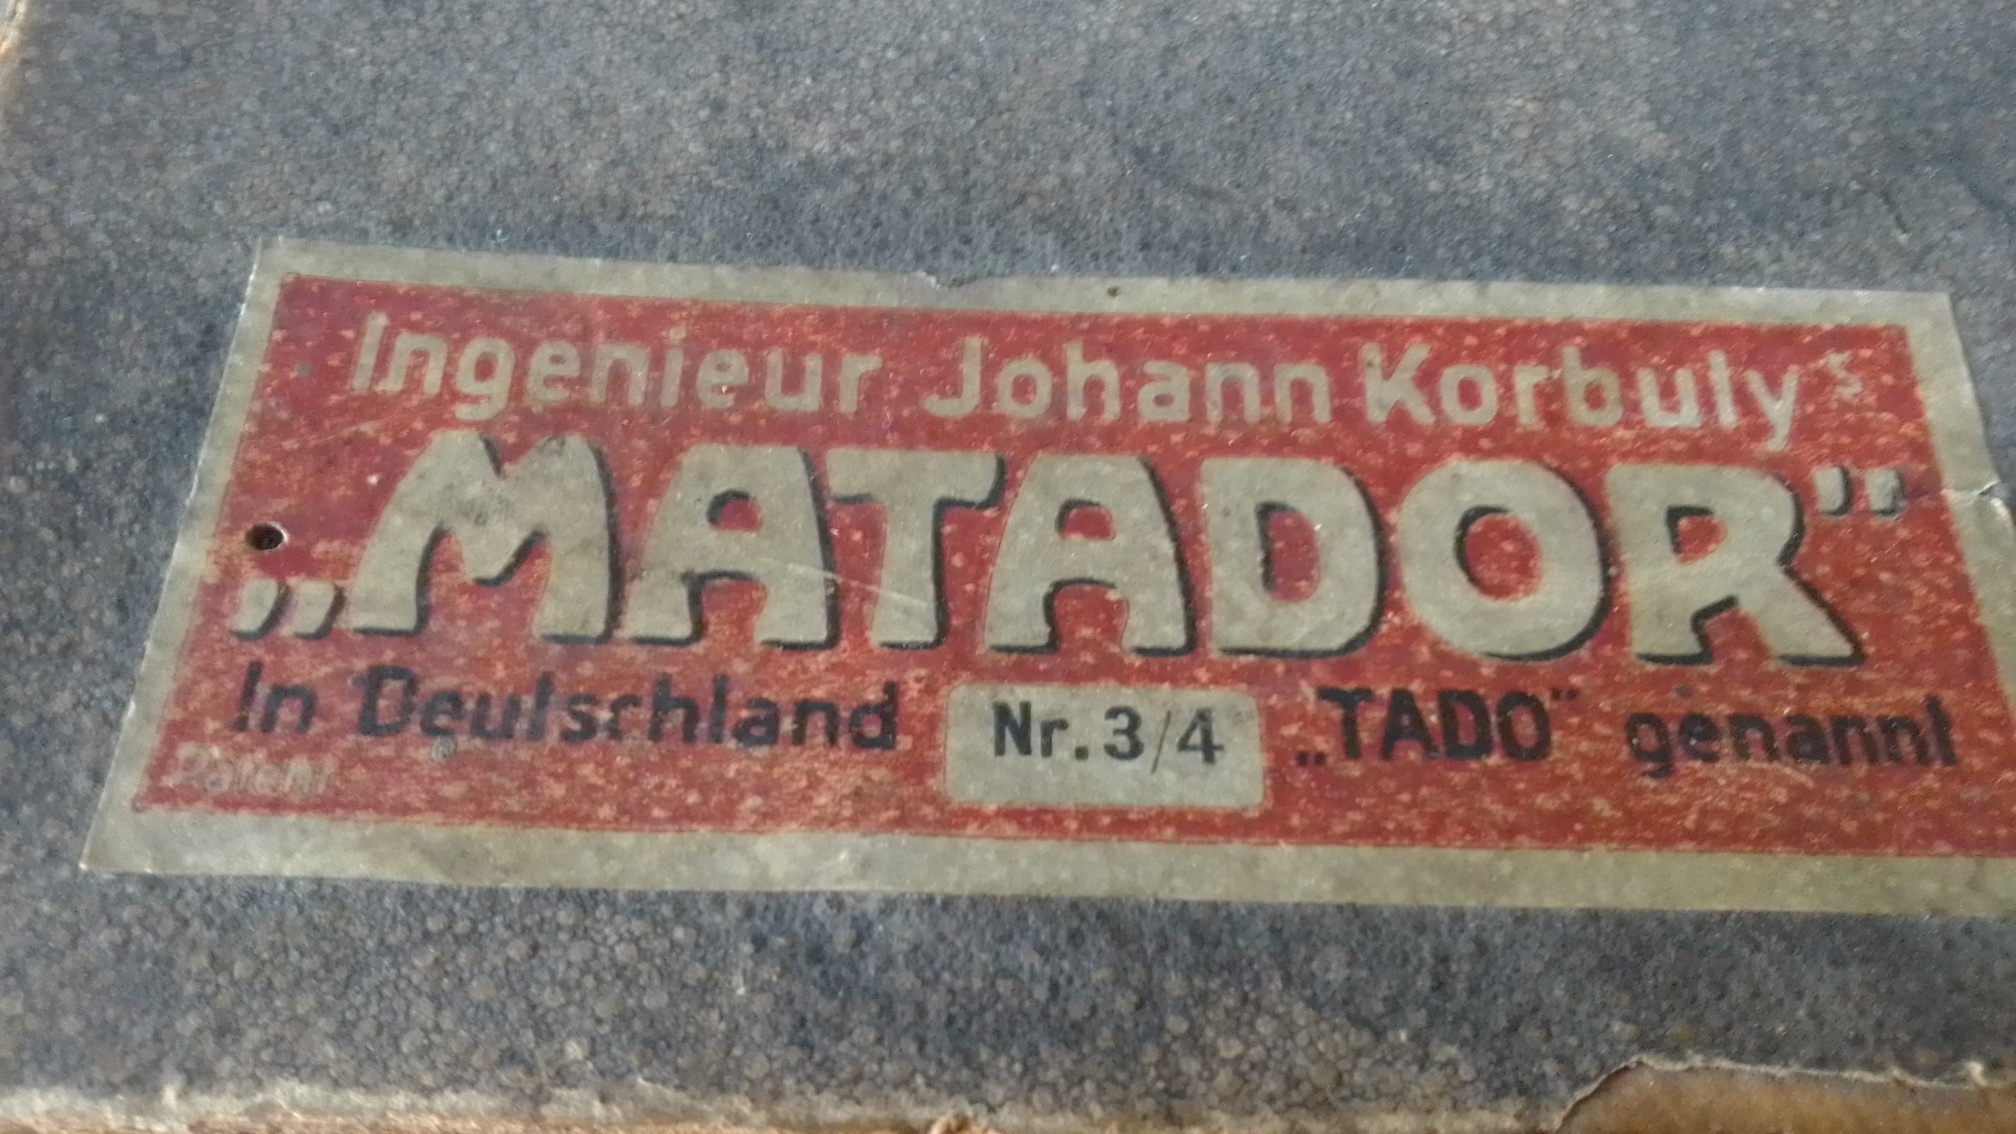 Ingenieur Johann Korbuly's
„MATADOR"
In Deutschland Nr. 3/4 „TADO" genannt
Patent